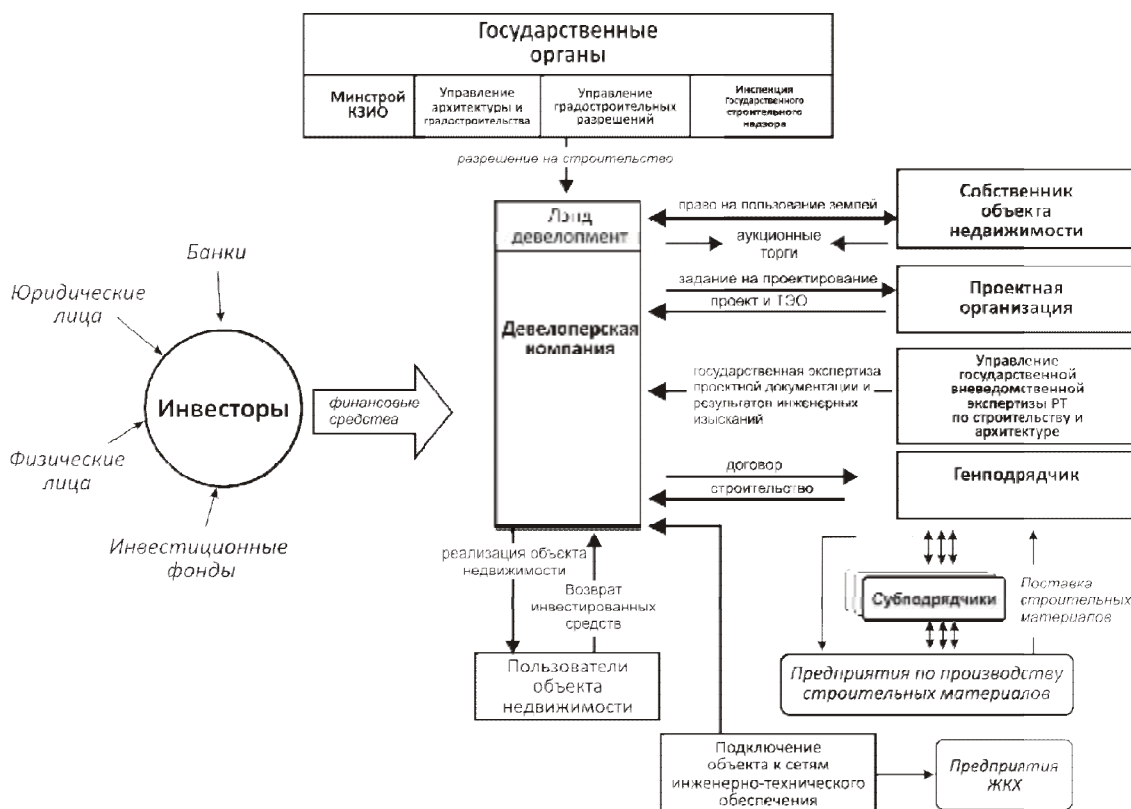 Государственные
органы
Минстрой
КЗИО
Управление
архитектуры и
градостроительства
Управление
градостроительных
разрешений
Инспекция
Государственного
строительного
надзора
разрешение на строительство
Лэнд
девелопмент
Девелоперская
компания
право на пользование землей
аукционные
торги
Собственник
объекта
недвижимости
задание на проектирование
проект и ТЭО
Проектная
организация
государственная экспертиза
проектной документации и
результатов инженерных
изысканий
Управление
государственной
вневедомственной
экспертизы РТ
по строительству и
архитектуре
договор
строительство
Генподрядчик
Банки
Юридические
лица
Инвесторы
Физические
лица
Инвестиционные
фонды
финансовые
средства
реализация объекта
недвижимости
Возврат
инвестированных
средств
Пользователи
объекта
недвижимости
Субподрядчики
Поставка
строительных
материалов
Предприятия по производству
строительных материалов
Подключение
объекта к сетям
инженерно-технического
обеспечения
Предприятия
ЖКХ